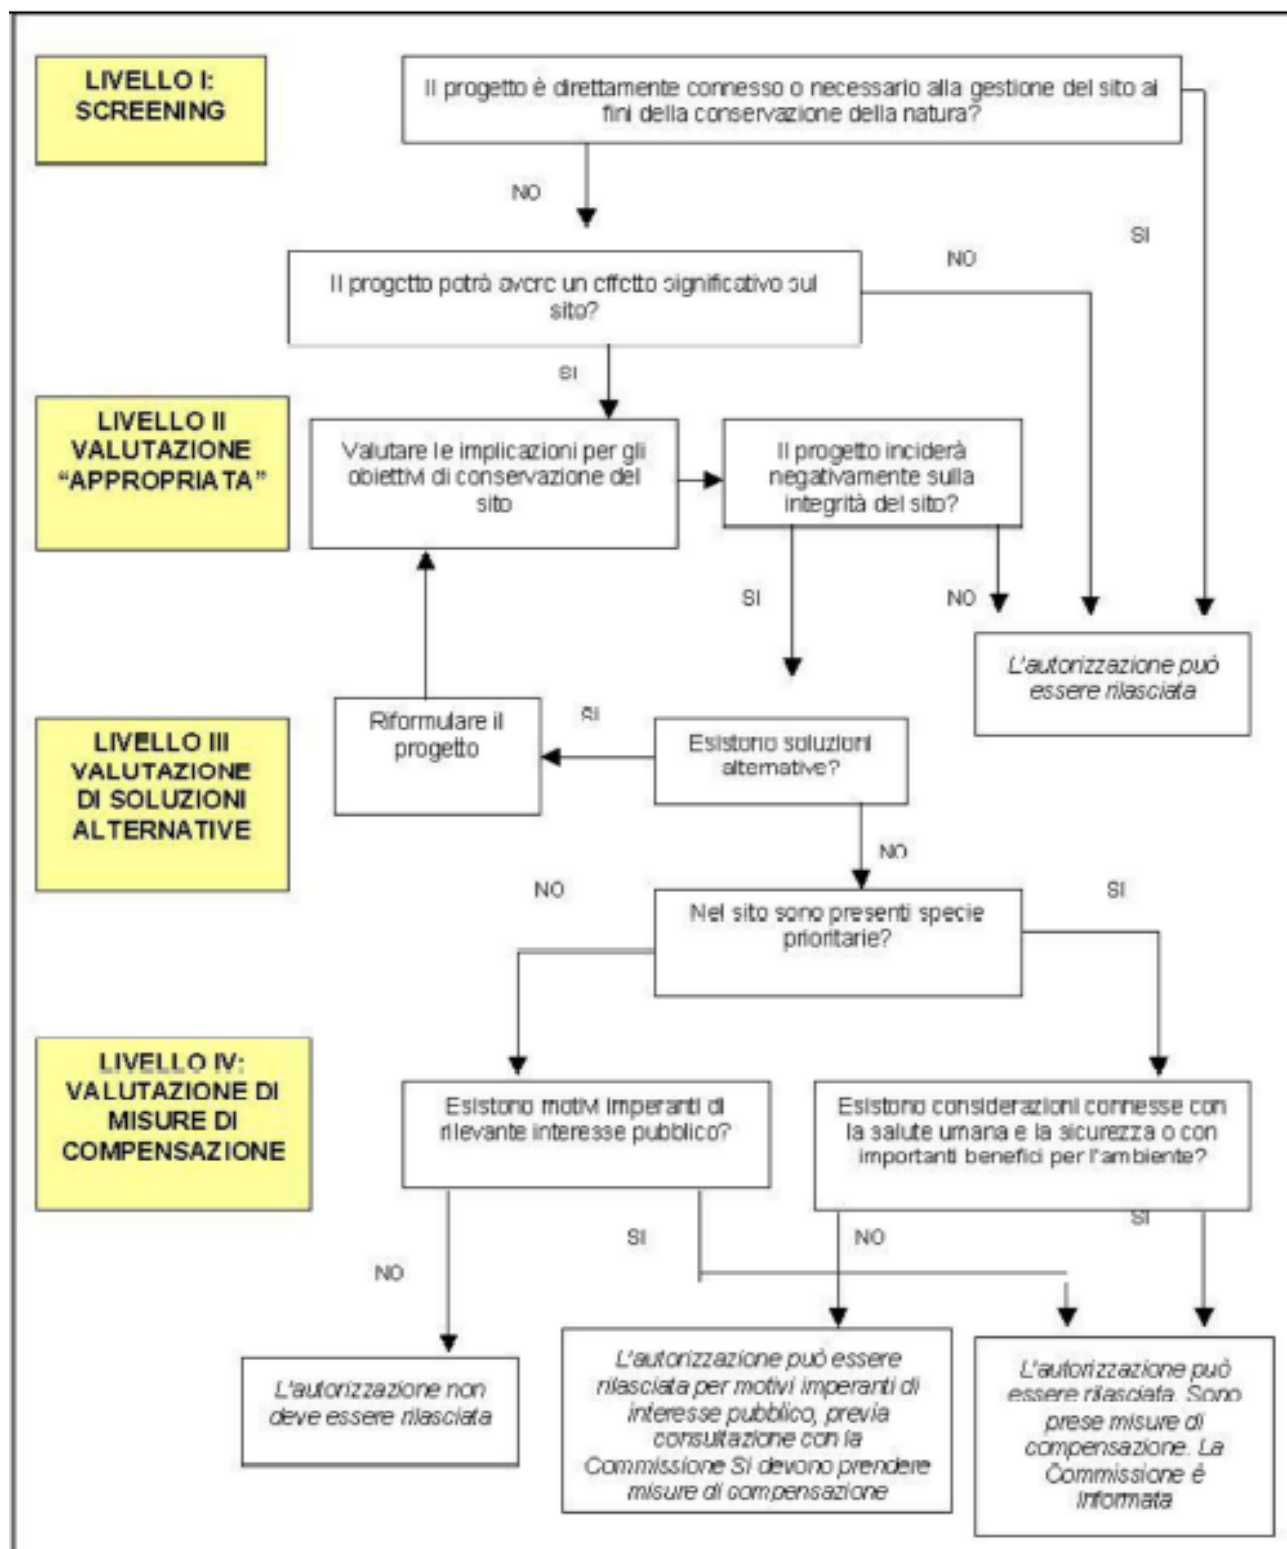 LIVELLO I:
SCREENING
Il progetto è direttamente connesso o necessario alla gestione del sito ai
fini della conservazione della natura?
NO
SI
Il progetto potrà avere un effetto significativo sul
sito?
NO
SI
LIVELLO II
VALUTAZIONE
“APPROPRIATA”
Valutare le implicazioni per gli
obiettivi di conservazione del
sito
Il progetto inciderà
negativamente sulla
integrità del sito?
SI
NO
L'autorizzazione può
essere rilasciata
LIVELLO III
VALUTAZIONE
DI SOLUZIONI
ALTERNATIVE
Riformulare il
progetto
SI
Esistono soluzioni
alternative?
NO
NO
SI
Nel sito sono presenti specie
prioritarie?
LIVELLO IV:
VALUTAZIONE DI
MISURE DI
COMPENSAZIONE
Esistono motivi imperanti di
rilevante interesse pubblico?
Esistono considerazioni connesse con
la salute umana e la sicurezza o con
importanti benefici per l'ambiente?
NO
SI
NO
SI
L'autorizzazione non
deve essere rilasciata
L'autorizzazione può essere
rilasciata per motivi imperanti di
interesse pubblico, previa
consultazione con la
Commissione Si devono prendere
misure di compensazione
L'autorizzazione può
essere rilasciata. Sono
prese misure di
compensazione. La
Commissione è
informata